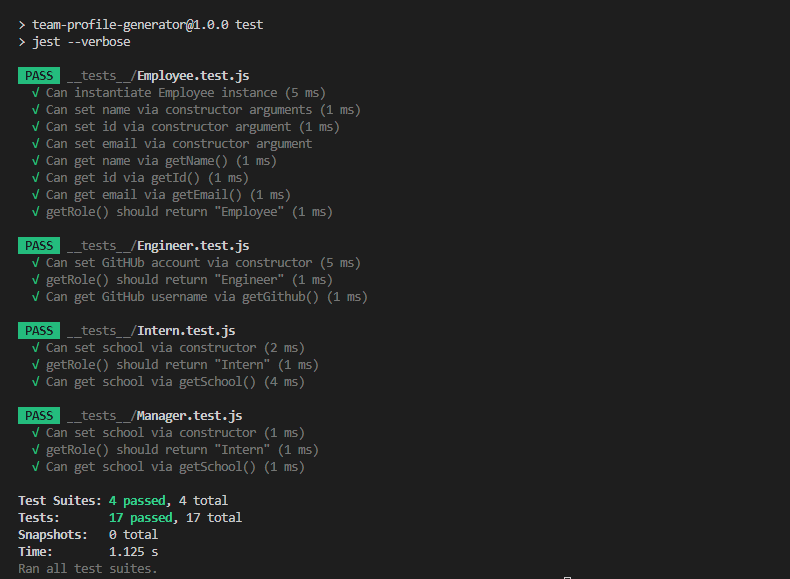 > team-profile-generator@1.0.0 test
> jest --verbose
PASS __tests__/Employee.test.js
√ Can instantiate Employee instance (5 ms)
√ Can set name via constructor arguments (1 ms)
√ Can set id via constructor argument (1 ms)
√ Can set email via constructor argument
√ Can get name via getName() (1 ms)
√ Can get id via getId() (1 ms)
√ Can get email via getEmail() (1 ms)
√ getRole() should return "Employee" (1 ms)
PASS __tests__/Engineer.test.js
√ Can set GitHUb account via constructor (5 ms)
√ getRole() should return "Engineer" (1 ms)
√ Can get GitHub username via getGithub() (1 ms)
PASS __tests__/Intern.test.js
√ Can set school via constructor (2 ms)
√ getRole() should return "Intern" (1 ms)
√ Can get school via getSchool() (4 ms)
PASS __tests__/Manager.test.js
√ Can set school via constructor (1 ms)
√ getRole() should return "Intern" (1 ms)
√ Can get school via getSchool() (1 ms)
Test Suites: 4 passed, 4 total
Tests: 17 passed, 17 total
Snapshots: 0 total
Time: 1.125 s
Ran all test suites.